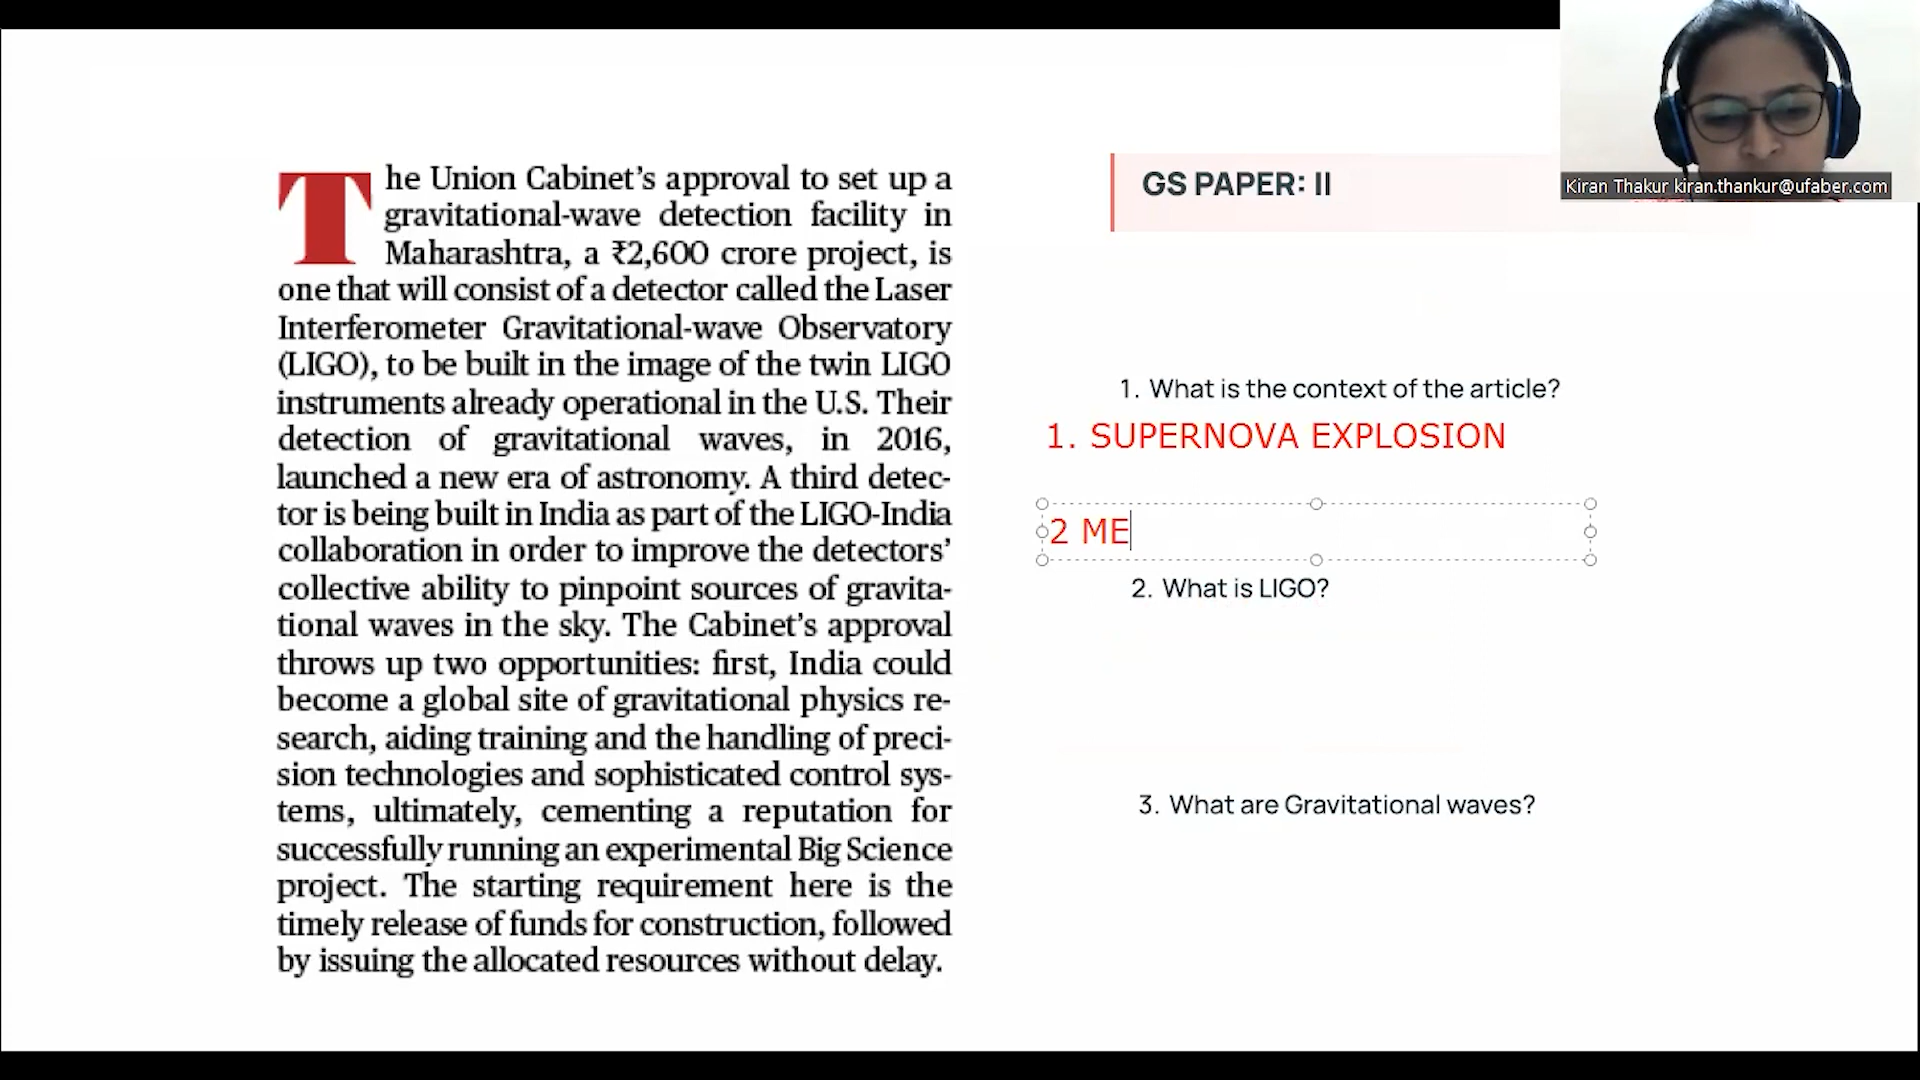 The Union Cabinet’s approval to set up a
gravitational-wave detection facility in
Maharashtra, a ₹2,600 crore project, is
one that will consist of a detector called the Laser
Interferometer Gravitational-wave Observatory
(LIGO), to be built in the image of the twin LIGO
instruments already operational in the U.S. Their
detection of gravitational waves, in 2016,
launched a new era of astronomy. A third detec-
tor is being built in India as part of the LIGO-India
collaboration in order to improve the detectors’
collective ability to pinpoint sources of gravita-
tional waves in the sky. The Cabinet’s approval
throws up two opportunities: first, India could
become a global site of gravitational physics re-
search, aiding training and the handling of preci-
sion technologies and sophisticated control sys-
tems, ultimately, cementing a reputation for
successfully running an experimental Big Science
project. The starting requirement here is the
timely release of funds for construction, followed
by issuing the allocated resources without delay.
GS PAPER: II
Kiran Thakur kiran.thankur@ufaber.com
1. What is the context of the article?
1. SUPERNOVA EXPLOSION
2 ME
2. What is LIGO?
3. What are Gravitational waves?